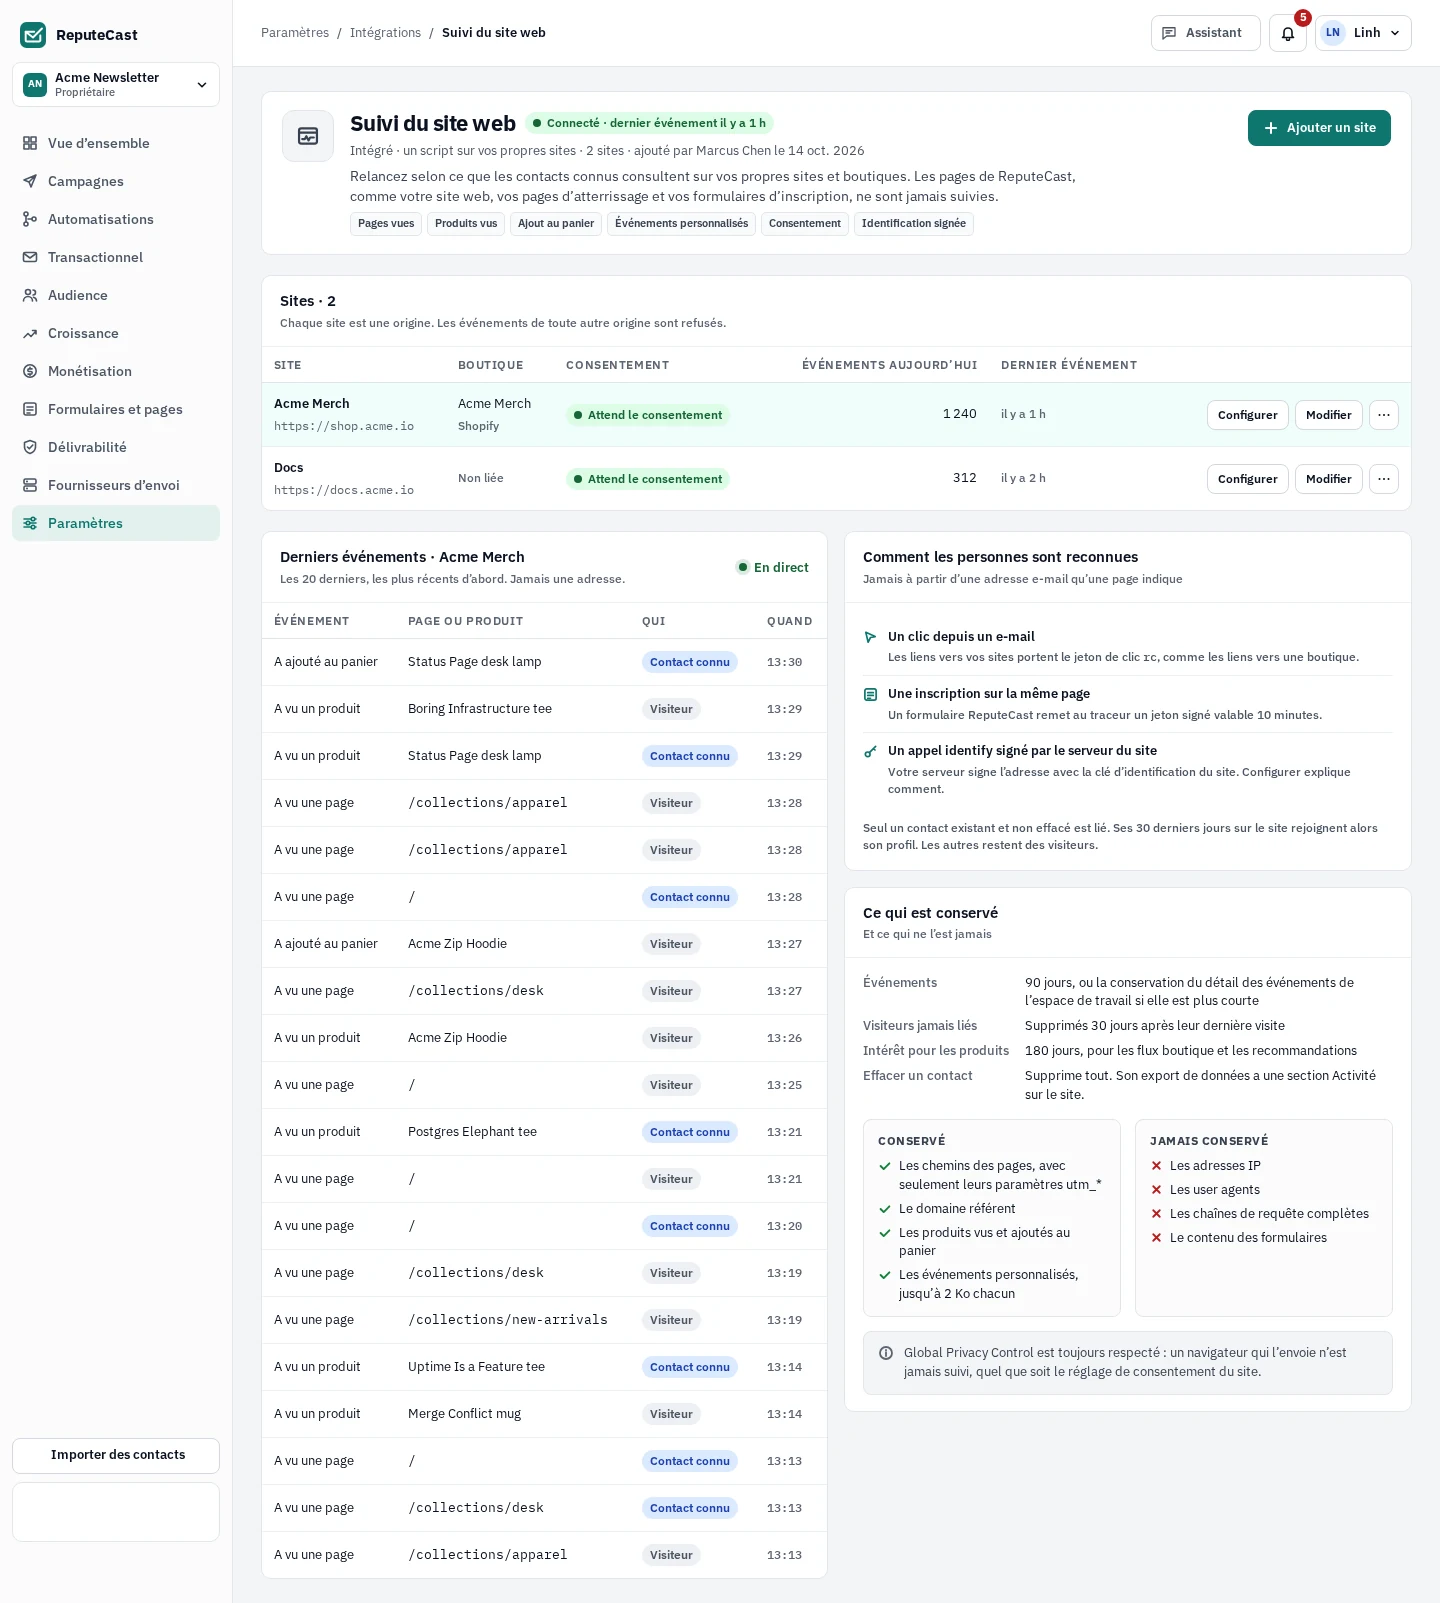 ReputeCast
AN
Acme Newsletter
Propriétaire
Vue d’ensemble
Campagnes
Automatisations
Transactionnel
Audience
Croissance
Monétisation
Formulaires et pages
Délivrabilité
Fournisseurs d’envoi
Paramètres
Importer des contacts
Paramètres / Intégrations / Suivi du site web
Assistant
5
LN
Linh
Suivi du site web
Connecté · dernier événement il y a 1 h
Intégré · un script sur vos propres sites · 2 sites · ajouté par Marcus Chen le 14 oct. 2026
Relancez selon ce que les contacts connus consultent sur vos propres sites et boutiques. Les pages de ReputeCast,
comme votre site web, vos pages d’atterrissage et vos formulaires d’inscription, ne sont jamais suivies.
Pages vues
Produits vus
Ajout au panier
Événements personnalisés
Consentement
Identification signée
Ajouter un site
Sites · 2
Chaque site est une origine. Les événements de toute autre origine sont refusés.
SITE BOUTIQUE CONSENTEMENT ÉVÉNEMENTS AUJOURD’HUI DERNIER ÉVÉNEMENT
Acme Merch
https://shop.acme.io
Acme Merch
Shopify
Attend le consentement
1 240
il y a 1 h
Configurer
Modifier
···
Docs
https://docs.acme.io
Non liée
Attend le consentement
312
il y a 2 h
Configurer
Modifier
···
Derniers événements · Acme Merch
Les 20 derniers, les plus récents d’abord. Jamais une adresse.
En direct
ÉVÉNEMENT PAGE OU PRODUIT QUI QUAND
A ajouté au panier Status Page desk lamp Contact connu 13:30
A vu un produit Boring Infrastructure tee Visiteur 13:29
A vu un produit Status Page desk lamp Contact connu 13:29
A vu une page /collections/apparel Visiteur 13:28
A vu une page /collections/apparel Visiteur 13:28
A vu une page / Contact connu 13:28
A ajouté au panier Acme Zip Hoodie Visiteur 13:27
A vu une page /collections/desk Visiteur 13:27
A vu un produit Acme Zip Hoodie Visiteur 13:26
A vu une page / Visiteur 13:25
A vu un produit Postgres Elephant tee Contact connu 13:21
A vu une page / Visiteur 13:21
A vu une page / Contact connu 13:20
A vu une page /collections/desk Visiteur 13:19
A vu une page /collections/new-arrivals Visiteur 13:19
A vu un produit Uptime Is a Feature tee Contact connu 13:14
A vu un produit Merge Conflict mug Visiteur 13:14
A vu une page / Contact connu 13:13
A vu une page /collections/desk Contact connu 13:13
A vu une page /collections/apparel Visiteur 13:13
Comment les personnes sont reconnues
Jamais à partir d’une adresse e-mail qu’une page indique
Un clic depuis un e-mail
Les liens vers vos sites portent le jeton de clic rc, comme les liens vers une boutique.
Une inscription sur la même page
Un formulaire ReputeCast remet au traceur un jeton signé valable 10 minutes.
Un appel identify signé par le serveur du site
Votre serveur signe l’adresse avec la clé d’identification du site. Configurer explique
comment.
Seul un contact existant et non effacé est lié. Ses 30 derniers jours sur le site rejoignent alors
son profil. Les autres restent des visiteurs.
Ce qui est conservé
Et ce qui ne l’est jamais
Événements 90 jours, ou la conservation du détail des événements de
l’espace de travail si elle est plus courte
Visiteurs jamais liés Supprimés 30 jours après leur dernière visite
Intérêt pour les produits 180 jours, pour les flux boutique et les recommandations
Effacer un contact Supprime tout. Son export de données a une section Activité
sur le site.
CONSERVÉ
Les chemins des pages, avec
seulement leurs paramètres utm_*
Le domaine référent
Les produits vus et ajoutés au
panier
Les événements personnalisés,
jusqu’à 2 Ko chacun
JAMAIS CONSERVÉ
Les adresses IP
Les user agents
Les chaînes de requête complètes
Le contenu des formulaires
Global Privacy Control est toujours respecté : un navigateur qui l’envoie n’est
jamais suivi, quel que soit le réglage de consentement du site.